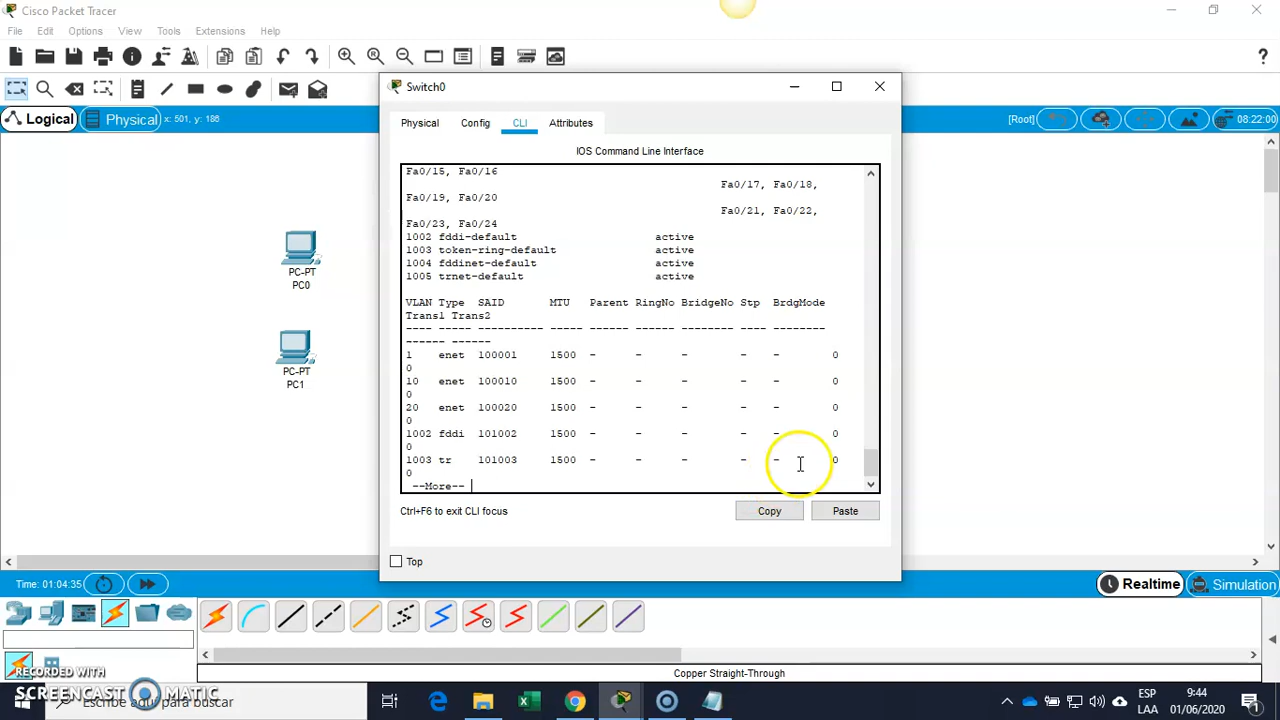 Cisco Packet Tracer
File Edit Options View Tools Extensions Help
Logical Physical x: 501, y: 186 [Root] 08:22:00
Switch0
Physical Config CLI Attributes
IOS Command Line Interface
Fa0/15, Fa0/16
Fa0/17, Fa0/18,
Fa0/19, Fa0/20
Fa0/21, Fa0/22,
Fa0/23, Fa0/24
1002 fddi-default active
1003 token-ring-default active
1004 fddinet-default active
1005 trnet-default active
VLAN Type SAID MTU Parent RingNo BridgeNo Stp BrdgMode
Trans1 Trans2
---- ----- ---------- ----- ------ ------ -------- ---- --------
------ ------
1 enet 100001 1500 - - - - - 0
0
10 enet 100010 1500 - - - - - 0
0
20 enet 100020 1500 - - - - - 0
0
1002 fddi 101002 1500 - - - - - 0
0
1003 tr 101003 1500 - - - - - 0
0
--More--
Ctrl+F6 to exit CLI focus
Copy Paste
Top
PC-PT
PC0
PC-PT
PC1
Time: 01:04:35 Realtime Simulation
Copper Straight-Through
RECORDED WITH
SCREENCAST MATIC
Escribe aquí para buscar
ESP
LAA
9:44
01/06/2020
1